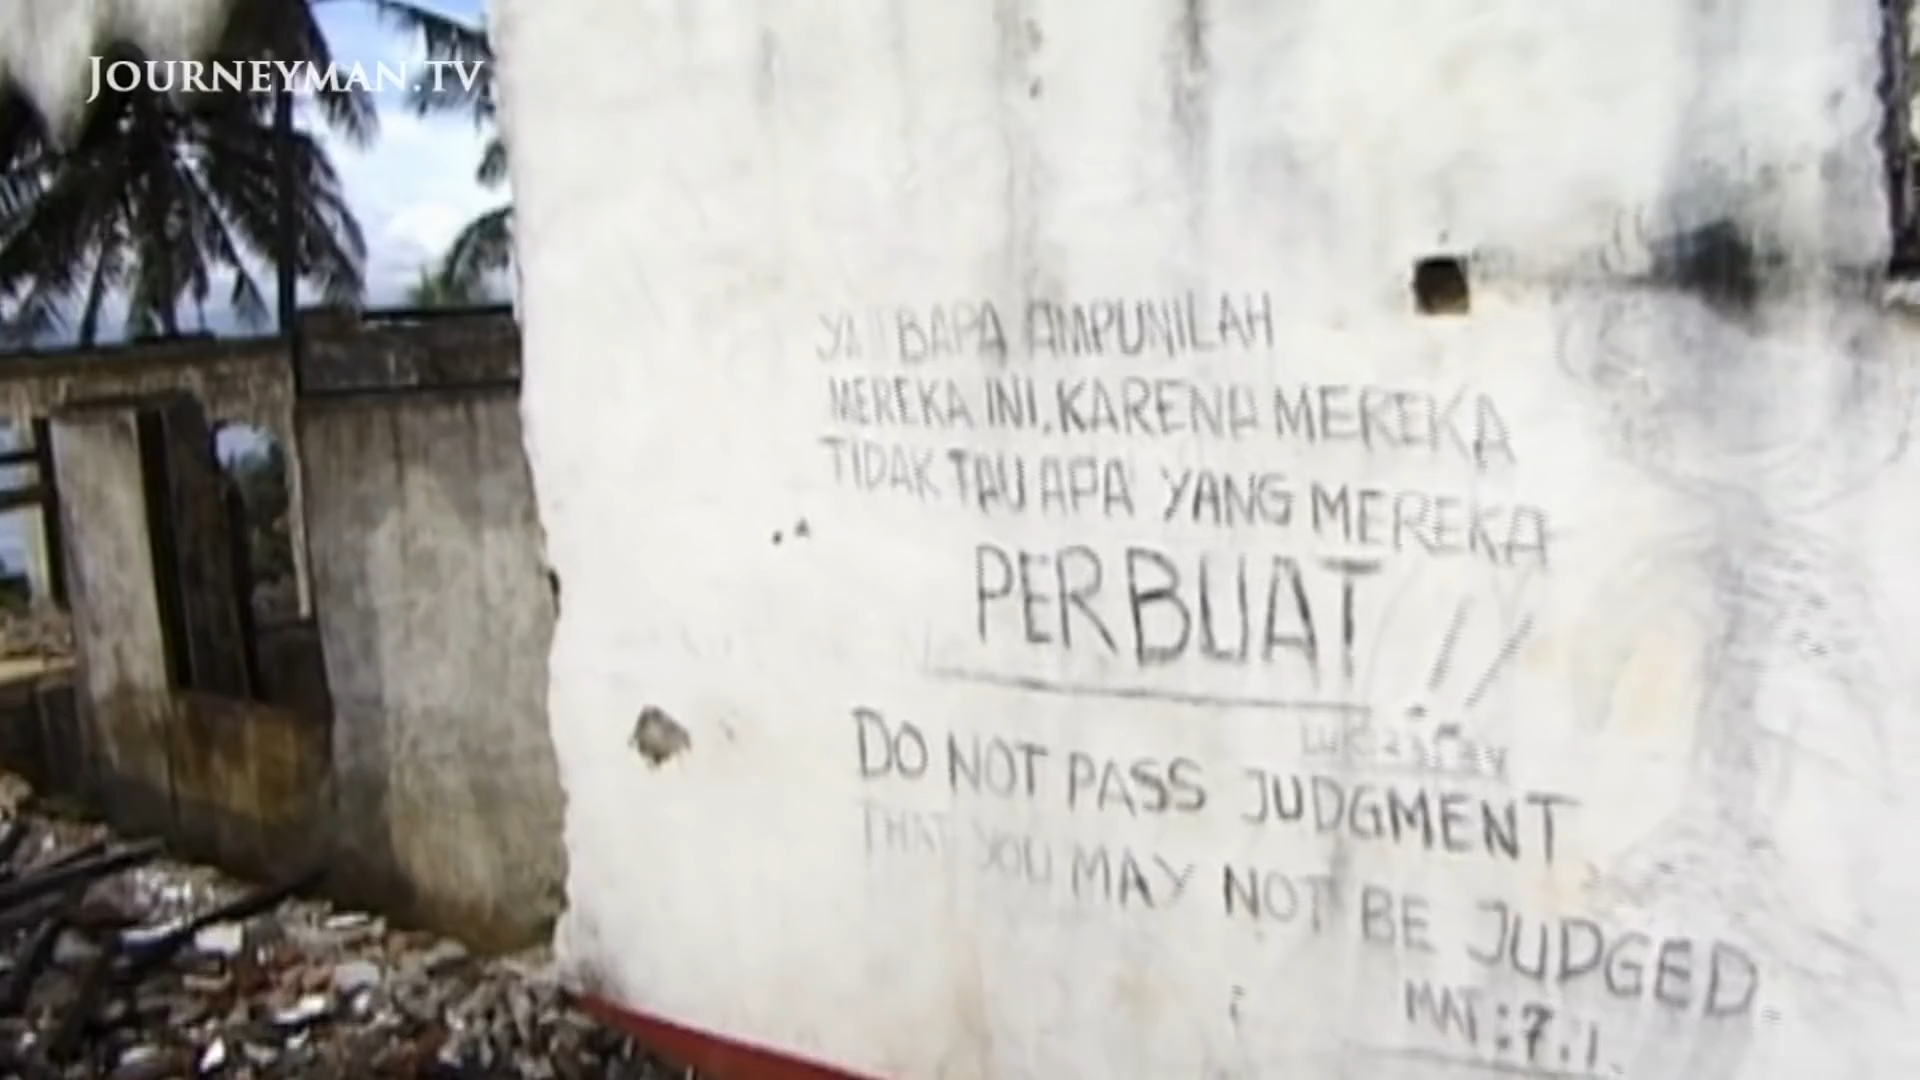 JOURNEYMAN.TV
YA BAPA AMPUNILAH
MEREKA INI. KARENA MEREKA
TIDAK TAU APA YANG MEREKA
PERBUAT!!
DO NOT PASS JUDGMENT
THAT YOU MAY NOT BE JUDGED.
MAT:7:1.